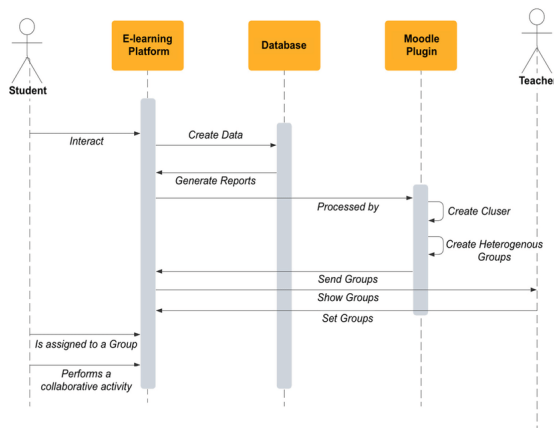 E-learning
Platform
Database
Moodle
Plugin
Student
Teacher
Interact
Create Data
Generate Reports
Processed by
Create Cluser
Create Heterogenous
Groups
Send Groups
Show Groups
Set Groups
Is assigned to a Group
Performs a
collaborative activity